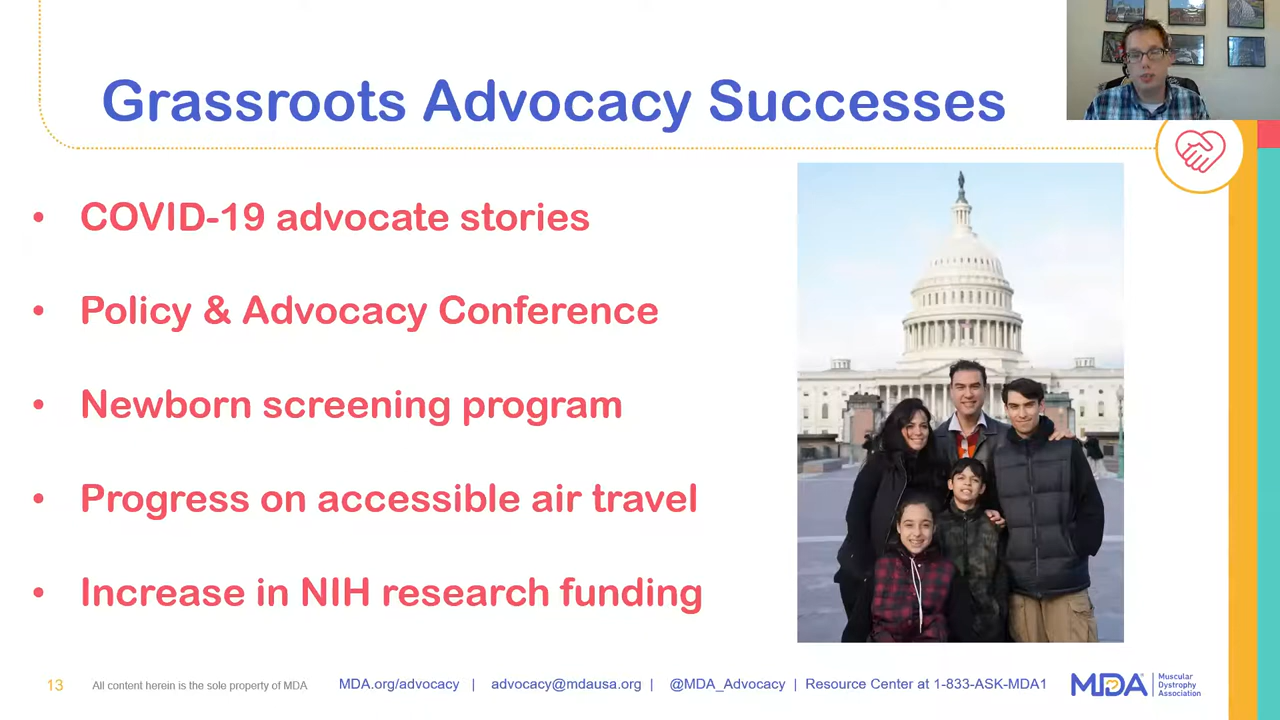 Grassroots Advocacy Successes
• COVID-19 advocate stories
• Policy & Advocacy Conference
• Newborn screening program
• Progress on accessible air travel
• Increase in NIH research funding
13 All content herein is the sole property of MDA MDA.org/advocacy | advocacy@mdausa.org | @MDA_Advocacy | Resource Center at 1-833-ASK-MDA1
MDA
Muscular
Dystrophy
Association